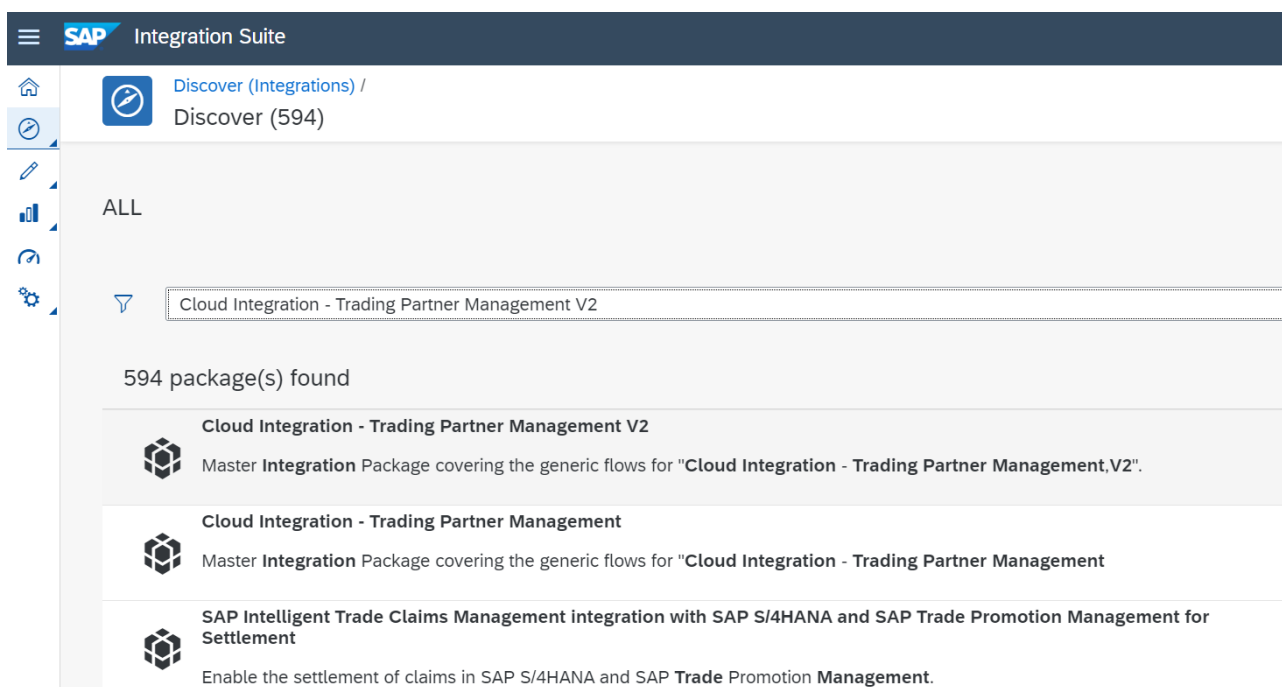 SAP Integration Suite
Discover (Integrations) /
Discover (594)
ALL
Cloud Integration - Trading Partner Management V2
594 package(s) found
Cloud Integration - Trading Partner Management V2
Master Integration Package covering the generic flows for "Cloud Integration - Trading Partner Management,V2".
Cloud Integration - Trading Partner Management
Master Integration Package covering the generic flows for "Cloud Integration - Trading Partner Management
SAP Intelligent Trade Claims Management integration with SAP S/4HANA and SAP Trade Promotion Management for
Settlement
Enable the settlement of claims in SAP S/4HANA and SAP Trade Promotion Management.